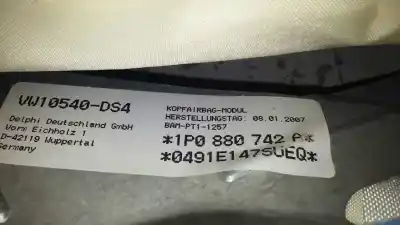 VW10540-DS4
Delphi Deutschland GmbH
Vorm Eichholz 1
D-42119 Wuppertal
Germany
KOPFAIRBAG-MODUL
HERSTELLUNGSTAG: 08.01.2007
BAM-PT1-1257
*1P0 880 742 A*
*0491E1475UEQ*